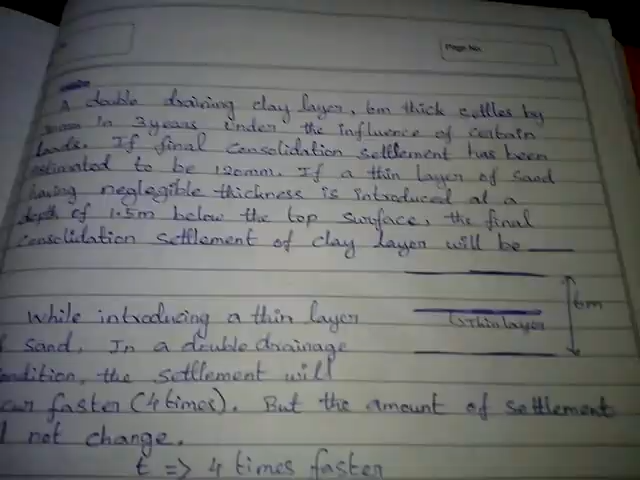 Page No.
A double draining clay layer, 6m thick settles by
in 3 years under the influence of certain
loads. If final consolidation settlement has been
estimated to be 120mm. If a thin layer of sand
having neglegible thickness is introduced at a
depth of 1.5m below the top surface, the final
consolidation settlement of clay layer will be ____
6m
While introducing a thin layer
Thin layer
sand. In a double drainage
condition, the settlement will
faster (4 times). But the amount of settlement
not change.
t => 4 times faster